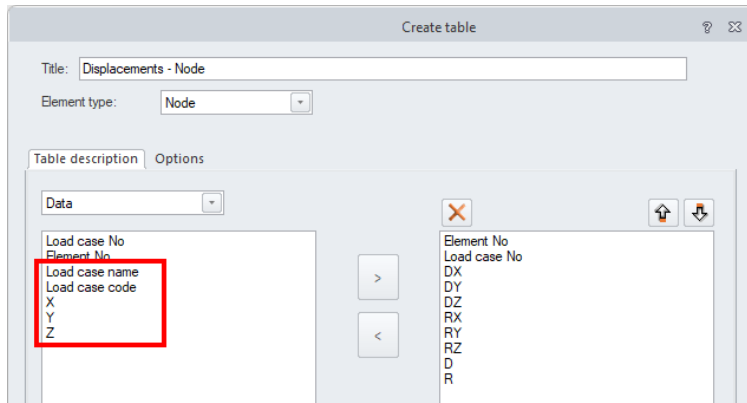 Create table
Title: Displacements - Node
Element type: Node
Table description Options
Data
Load case No
Element No
Load case name
Load case code
X
Y
Z
>
<
Element No
Load case No
DX
DY
DZ
RX
RY
RZ
D
R